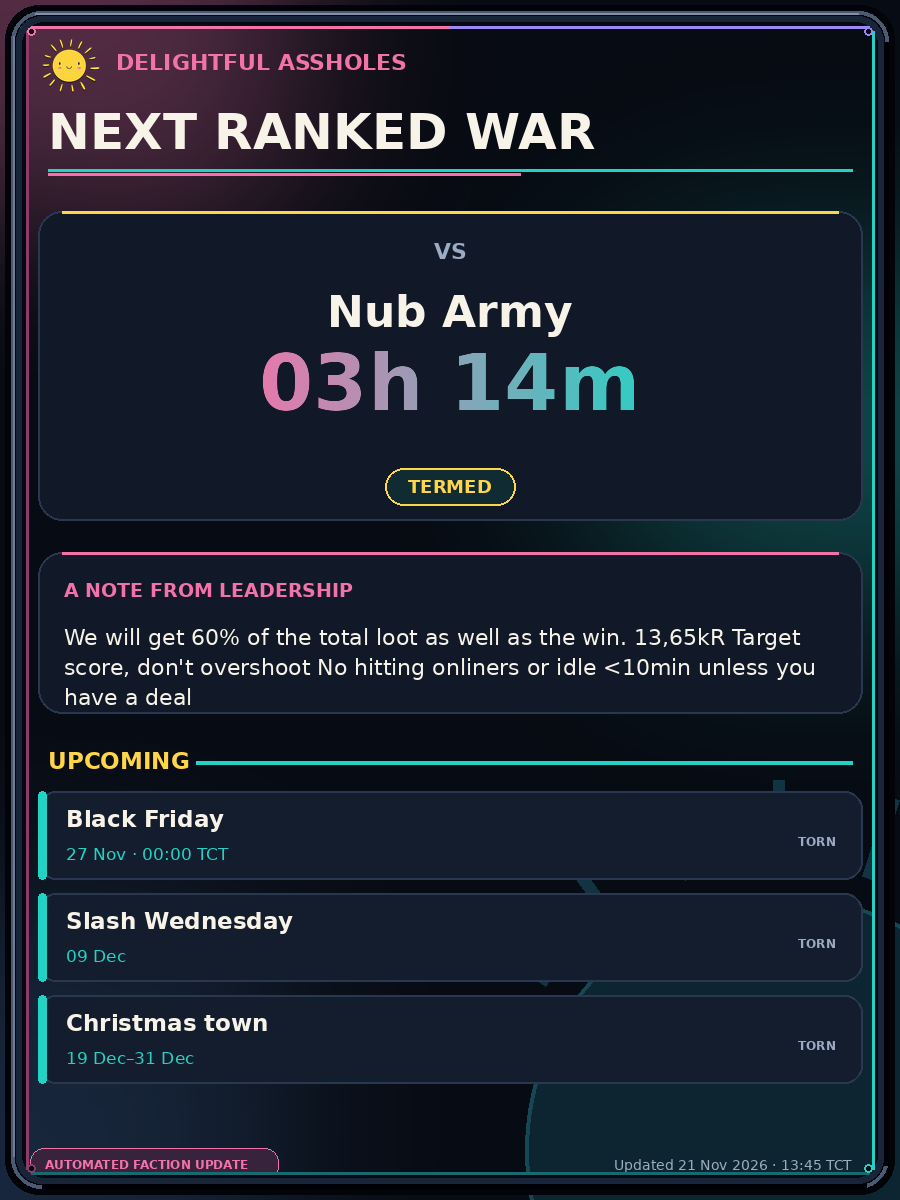 DELIGHTFUL ASSHOLES
NEXT RANKED WAR
VS
Nub Army
03h 14m
TERMED
A NOTE FROM LEADERSHIP
We will get 60% of the total loot as well as the win. 13,65kR Target
score, don't overshoot No hitting onliners or idle <10min unless you
have a deal
UPCOMING
Black Friday
27 Nov · 00:00 TCT
TORN
Slash Wednesday
09 Dec
TORN
Christmas town
19 Dec–31 Dec
TORN
AUTOMATED FACTION UPDATE
Updated 21 Nov 2026 · 13:45 TCT